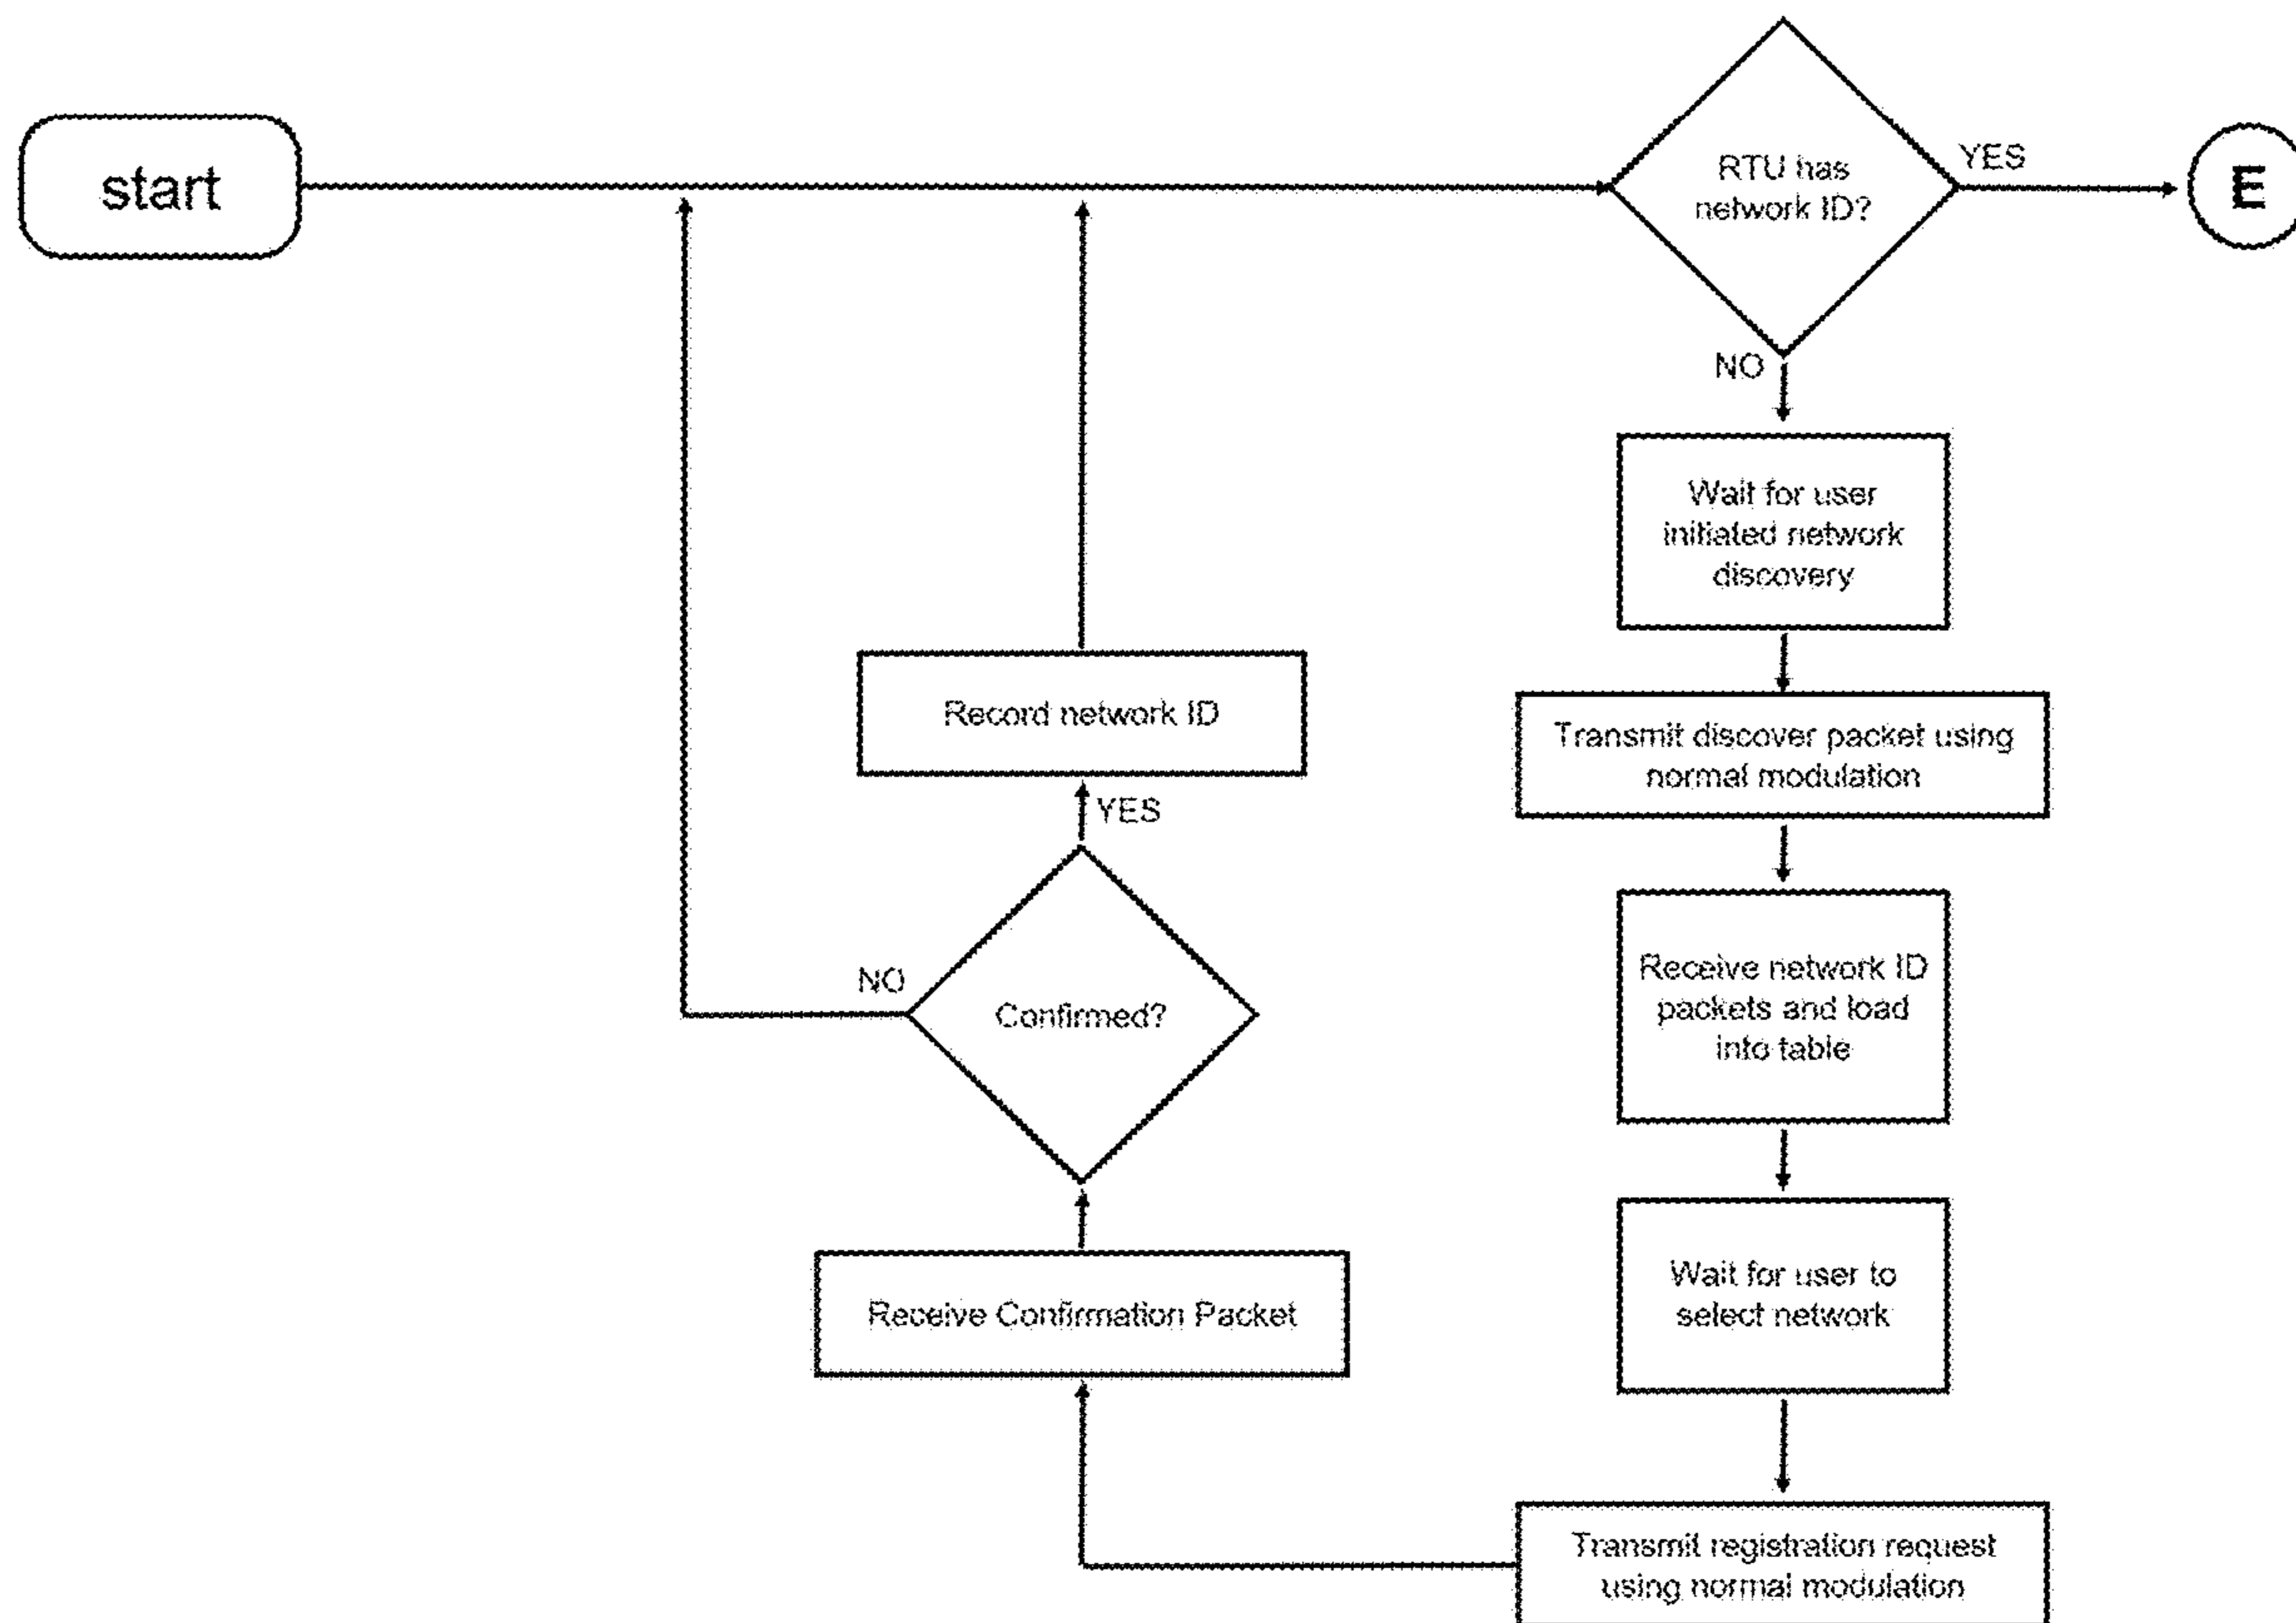 start
RTU has
network ID?
YES
E
NO
Wait for user
initiated network
discovery
Transmit discover packet using
normal modulation
Receive network ID
packets and load
into table
Wait for user to
select network
Transmit registration request
using normal modulation
Receive Confirmation Packet
Confirmed?
NO
YES
Record network ID